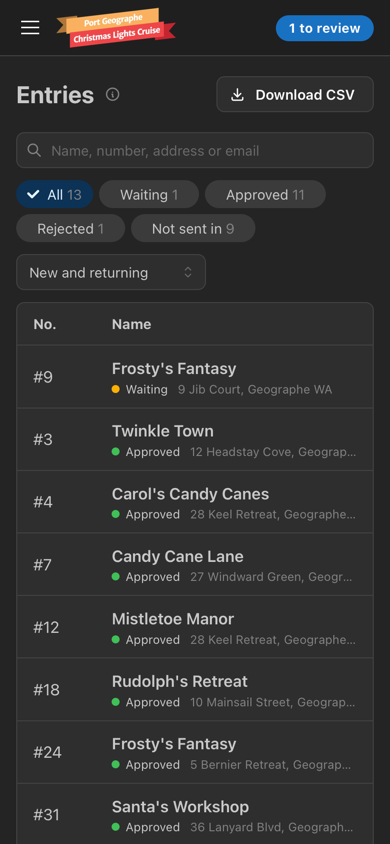 Port Geographe
Christmas Lights Cruise
1 to review
Entries
Download CSV
Name, number, address or email
All 13
Waiting 1
Approved 11
Rejected 1
Not sent in 9
New and returning
No. Name
#9 Frosty's Fantasy
Waiting 9 Jib Court, Geographe WA
#3 Twinkle Town
Approved 12 Headstay Cove, Geograp...
#4 Carol's Candy Canes
Approved 28 Keel Retreat, Geographe...
#7 Candy Cane Lane
Approved 27 Windward Green, Geogr...
#12 Mistletoe Manor
Approved 28 Keel Retreat, Geographe...
#18 Rudolph's Retreat
Approved 10 Mainsail Street, Geograp...
#24 Frosty's Fantasy
Approved 5 Bernier Retreat, Geograp...
#31 Santa's Workshop
Approved 36 Lanyard Blvd, Geograph...